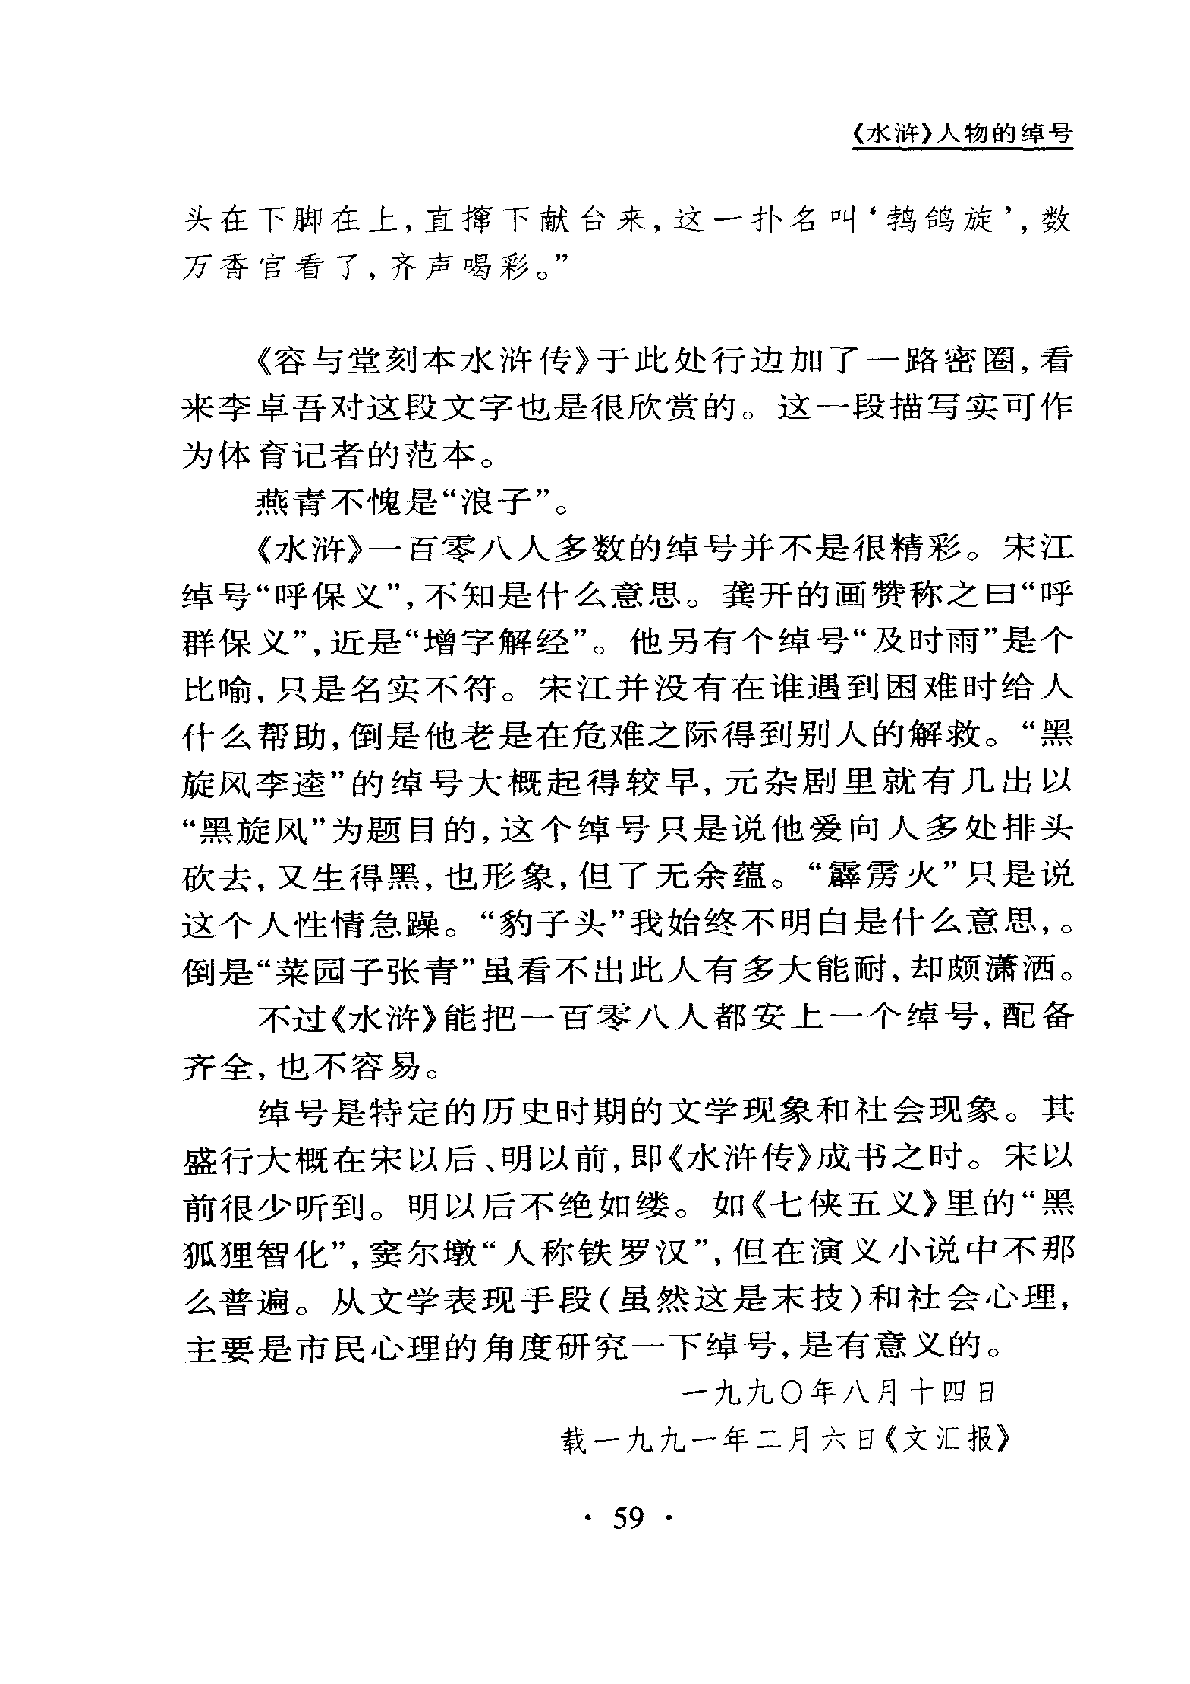 《水浒》人物的绰号
头在下脚在上，直撺下献台来，这一扑名叫‘鹁鸽旋’，数
万香官看了，齐声喝彩。”
《容与堂刻本水浒传》于此处行边加了一路密圈，看
来李卓吾对这段文字也是很欣赏的。这一段描写实可作
为体育记者的范本。
燕青不愧是“浪子”。
《水浒》一百零八人多数的绰号并不是很精彩。宋江
绰号“呼保义”，不知是什么意思。龚开的画赞称之曰“呼
群保义”，近是“增字解经”。他另有个绰号“及时雨”是个
比喻，只是名实不符。宋江并没有在谁遇到困难时给人
什么帮助，倒是他老是在危难之际得到别人的解救。“黑
旋风李逵”的绰号大概起得较早，元杂剧里就有几出以
“黑旋风”为题目的，这个绰号只是说他爱向人多处排头
砍去，又生得黑，也形象，但了无余蕴。“霹雳火”只是说
这个人性情急躁。“豹子头”我始终不明白是什么意思，。
倒是“菜园子张青”虽看不出此人有多大能耐，却颇潇洒。
不过《水浒》能把一百零八人都安上一个绰号，配备
齐全，也不容易。
绰号是特定的历史时期的文学现象和社会现象。其
盛行大概在宋以后、明以前，即《水浒传》成书之时。宋以
前很少听到。明以后不绝如缕。如《七侠五义》里的“黑
狐狸智化”，窦尔墩“人称铁罗汉”，但在演义小说中不那
么普遍。从文学表现手段（虽然这是末技）和社会心理，
主要是市民心理的角度研究一下绰号，是有意义的。
一九九〇年八月十四日
载一九九一年二月六日《文汇报》
· 59 ·